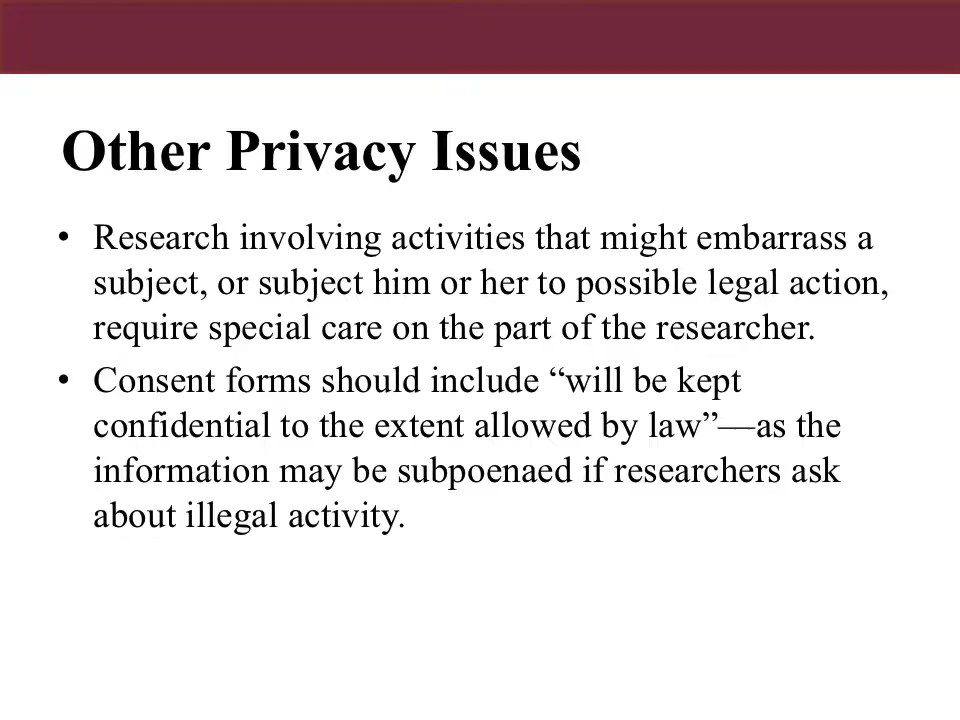 Other Privacy Issues
• Research involving activities that might embarrass a
subject, or subject him or her to possible legal action,
require special care on the part of the researcher.
• Consent forms should include “will be kept
confidential to the extent allowed by law”—as the
information may be subpoenaed if researchers ask
about illegal activity.